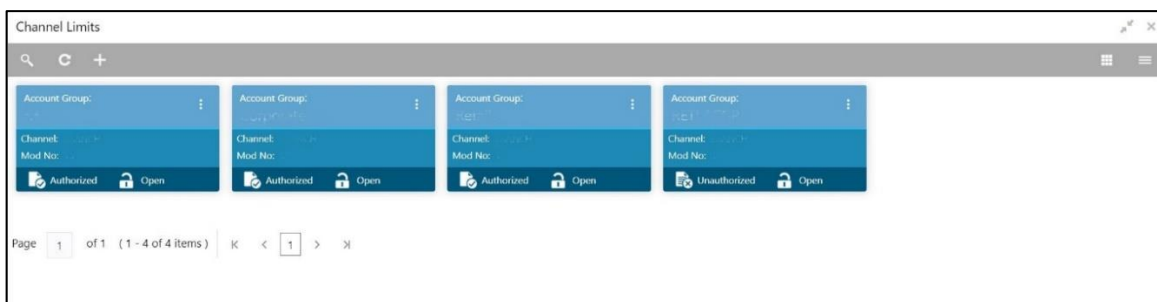 Channel Limits
Account Group: Account Group: Account Group: Account Group:
Channel: Channel: Channel: Channel:
Mod No: Mod No: Mod No: Mod No:
Authorized Open Authorized Open Authorized Open Unauthorized Open
Page 1 of 1 ( 1 - 4 of 4 items ) 1